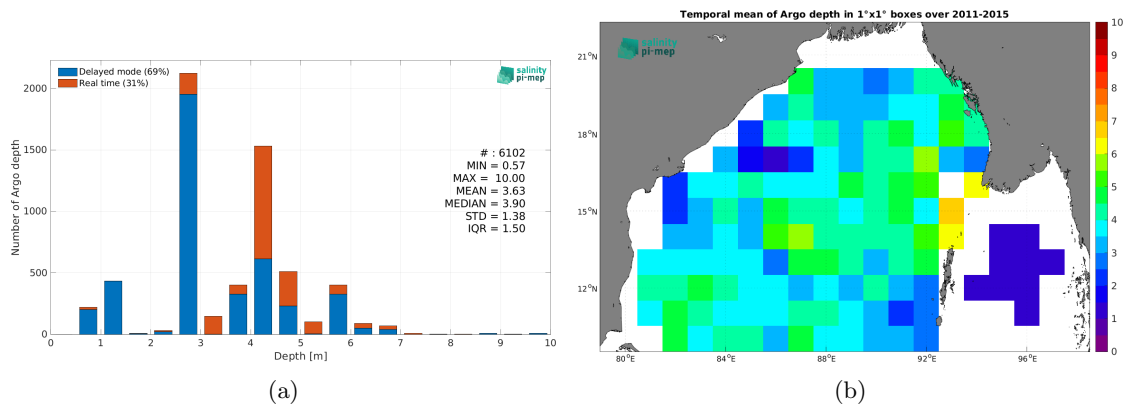 Delayed mode (69%)
Real time (31%)
salinity
pi-mep
# : 6102
MIN = 0.57
MAX = 10.00
MEAN = 3.63
MEDIAN = 3.90
STD = 1.38
IQR = 1.50
Number of Argo depth
2000
1500
1000
500
0
0 1 2 3 4 5 6 7 8 9 10
Depth [m]
(a)
Temporal mean of Argo depth in 1°x1° boxes over 2011-2015
salinity
pi-mep
21°N
18°N
15°N
12°N
80°E 84°E 88°E 92°E 96°E
10
9
8
7
6
5
4
3
2
1
0
(b)